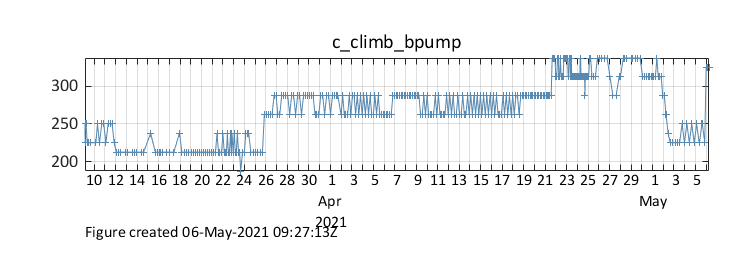 c_climb_bpump
300
250
200
10 12 14 16 18 20 22 24 26 28 30 1 3 5 7 9 11 13 15 17 19 21 23 25 27 29 1 3 5
Apr May
2021
Figure created 06-May-2021 09:27:13Z